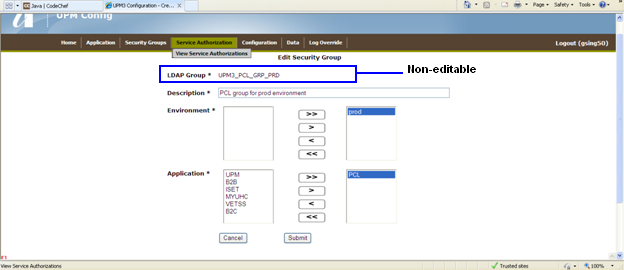 Java | CodeChef
UPM3 Configuration - Cre...
Page
Safety
Tools
UPM Config
Home
Application
Security Groups
Service Authorization
Configuration
Data
Log Override
Logout (gsing50)
View Service Authorizations
Edit Security Group
LDAP Group *
UPM3_PCL_GRP_PRD
Non-editable
Description *
PCL group for prod environment
Environment *
>>
>
<
<<
prod
Application *
UPM
B2B
ISET
MYUHC
VETSS
B2C
>>
>
<
<<
PCL
Cancel
Submit
View Service Authorizations
Trusted sites
100%